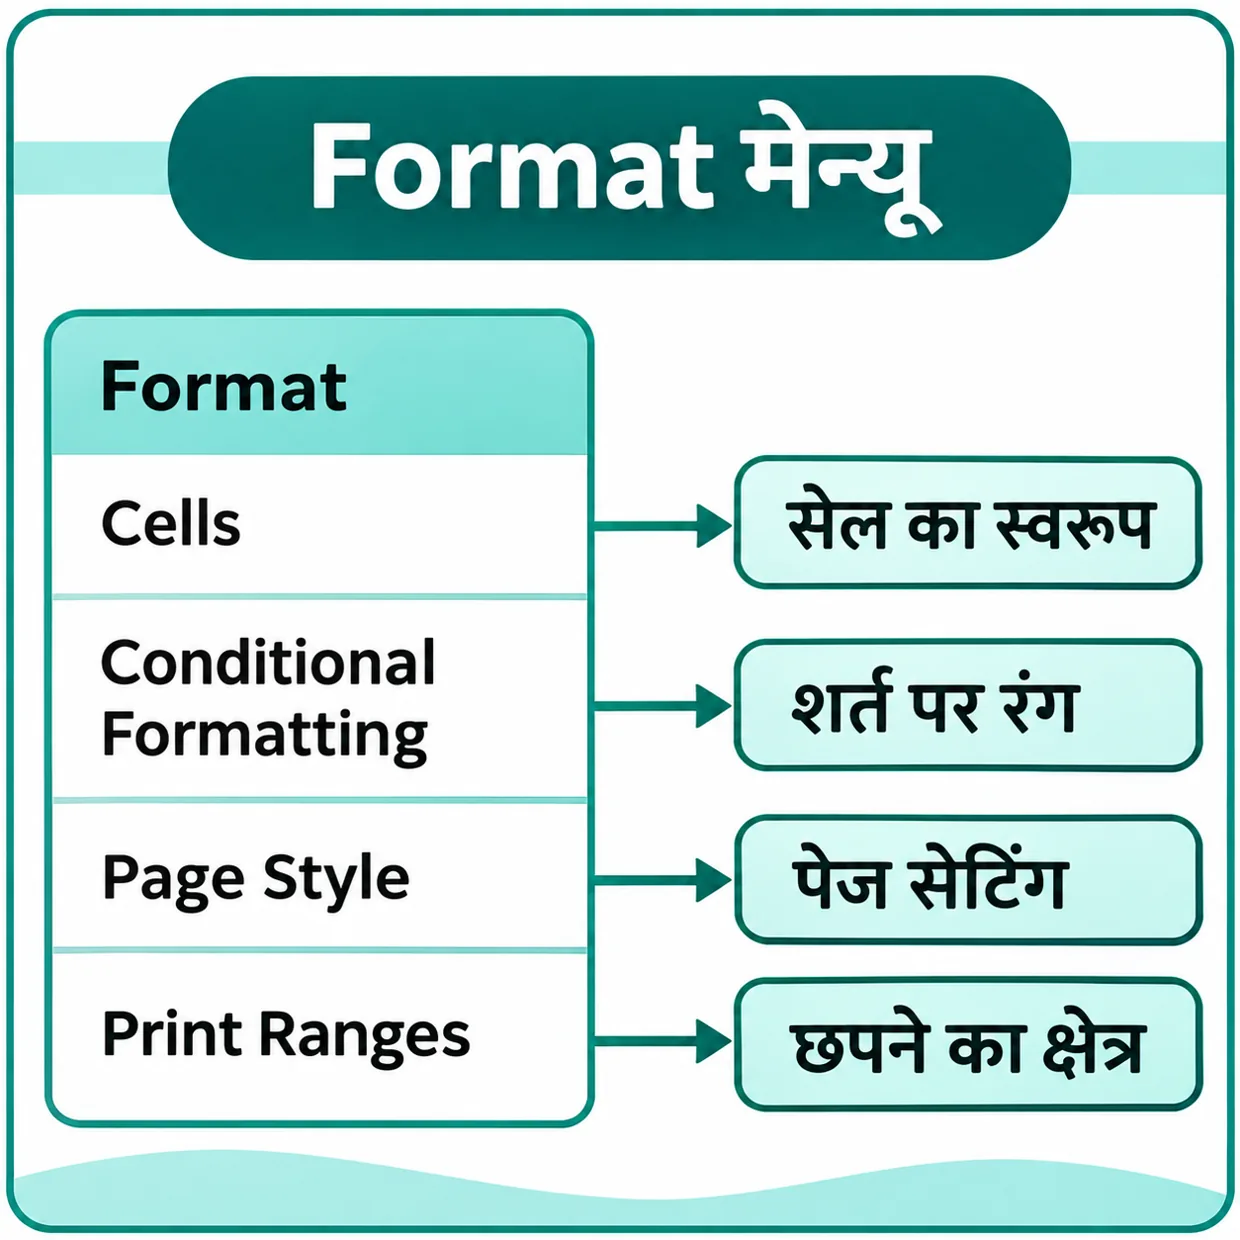 Format मेन्यू
Format
Cells
सेल का स्वरूप
Conditional
Formatting
शर्त पर रंग
Page Style
पेज सेटिंग
Print Ranges
छपने का क्षेत्र